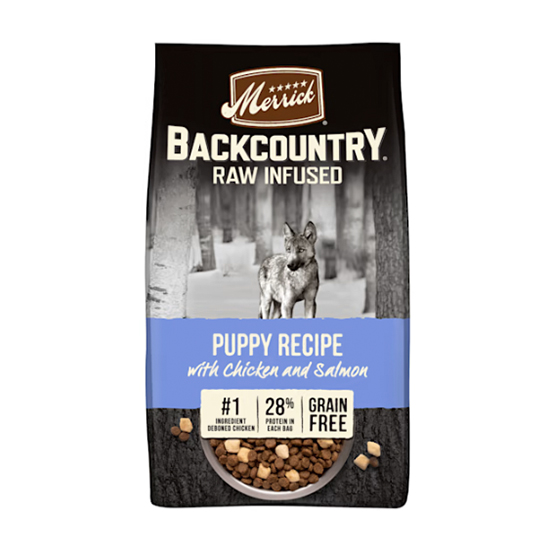 Merrick
BACKCOUNTRY®
RAW INFUSED
PUPPY RECIPE
with Chicken and Salmon
#1
INGREDIENT
DEBONED CHICKEN
28%
PROTEIN IN
EACH BAG
GRAIN
FREE